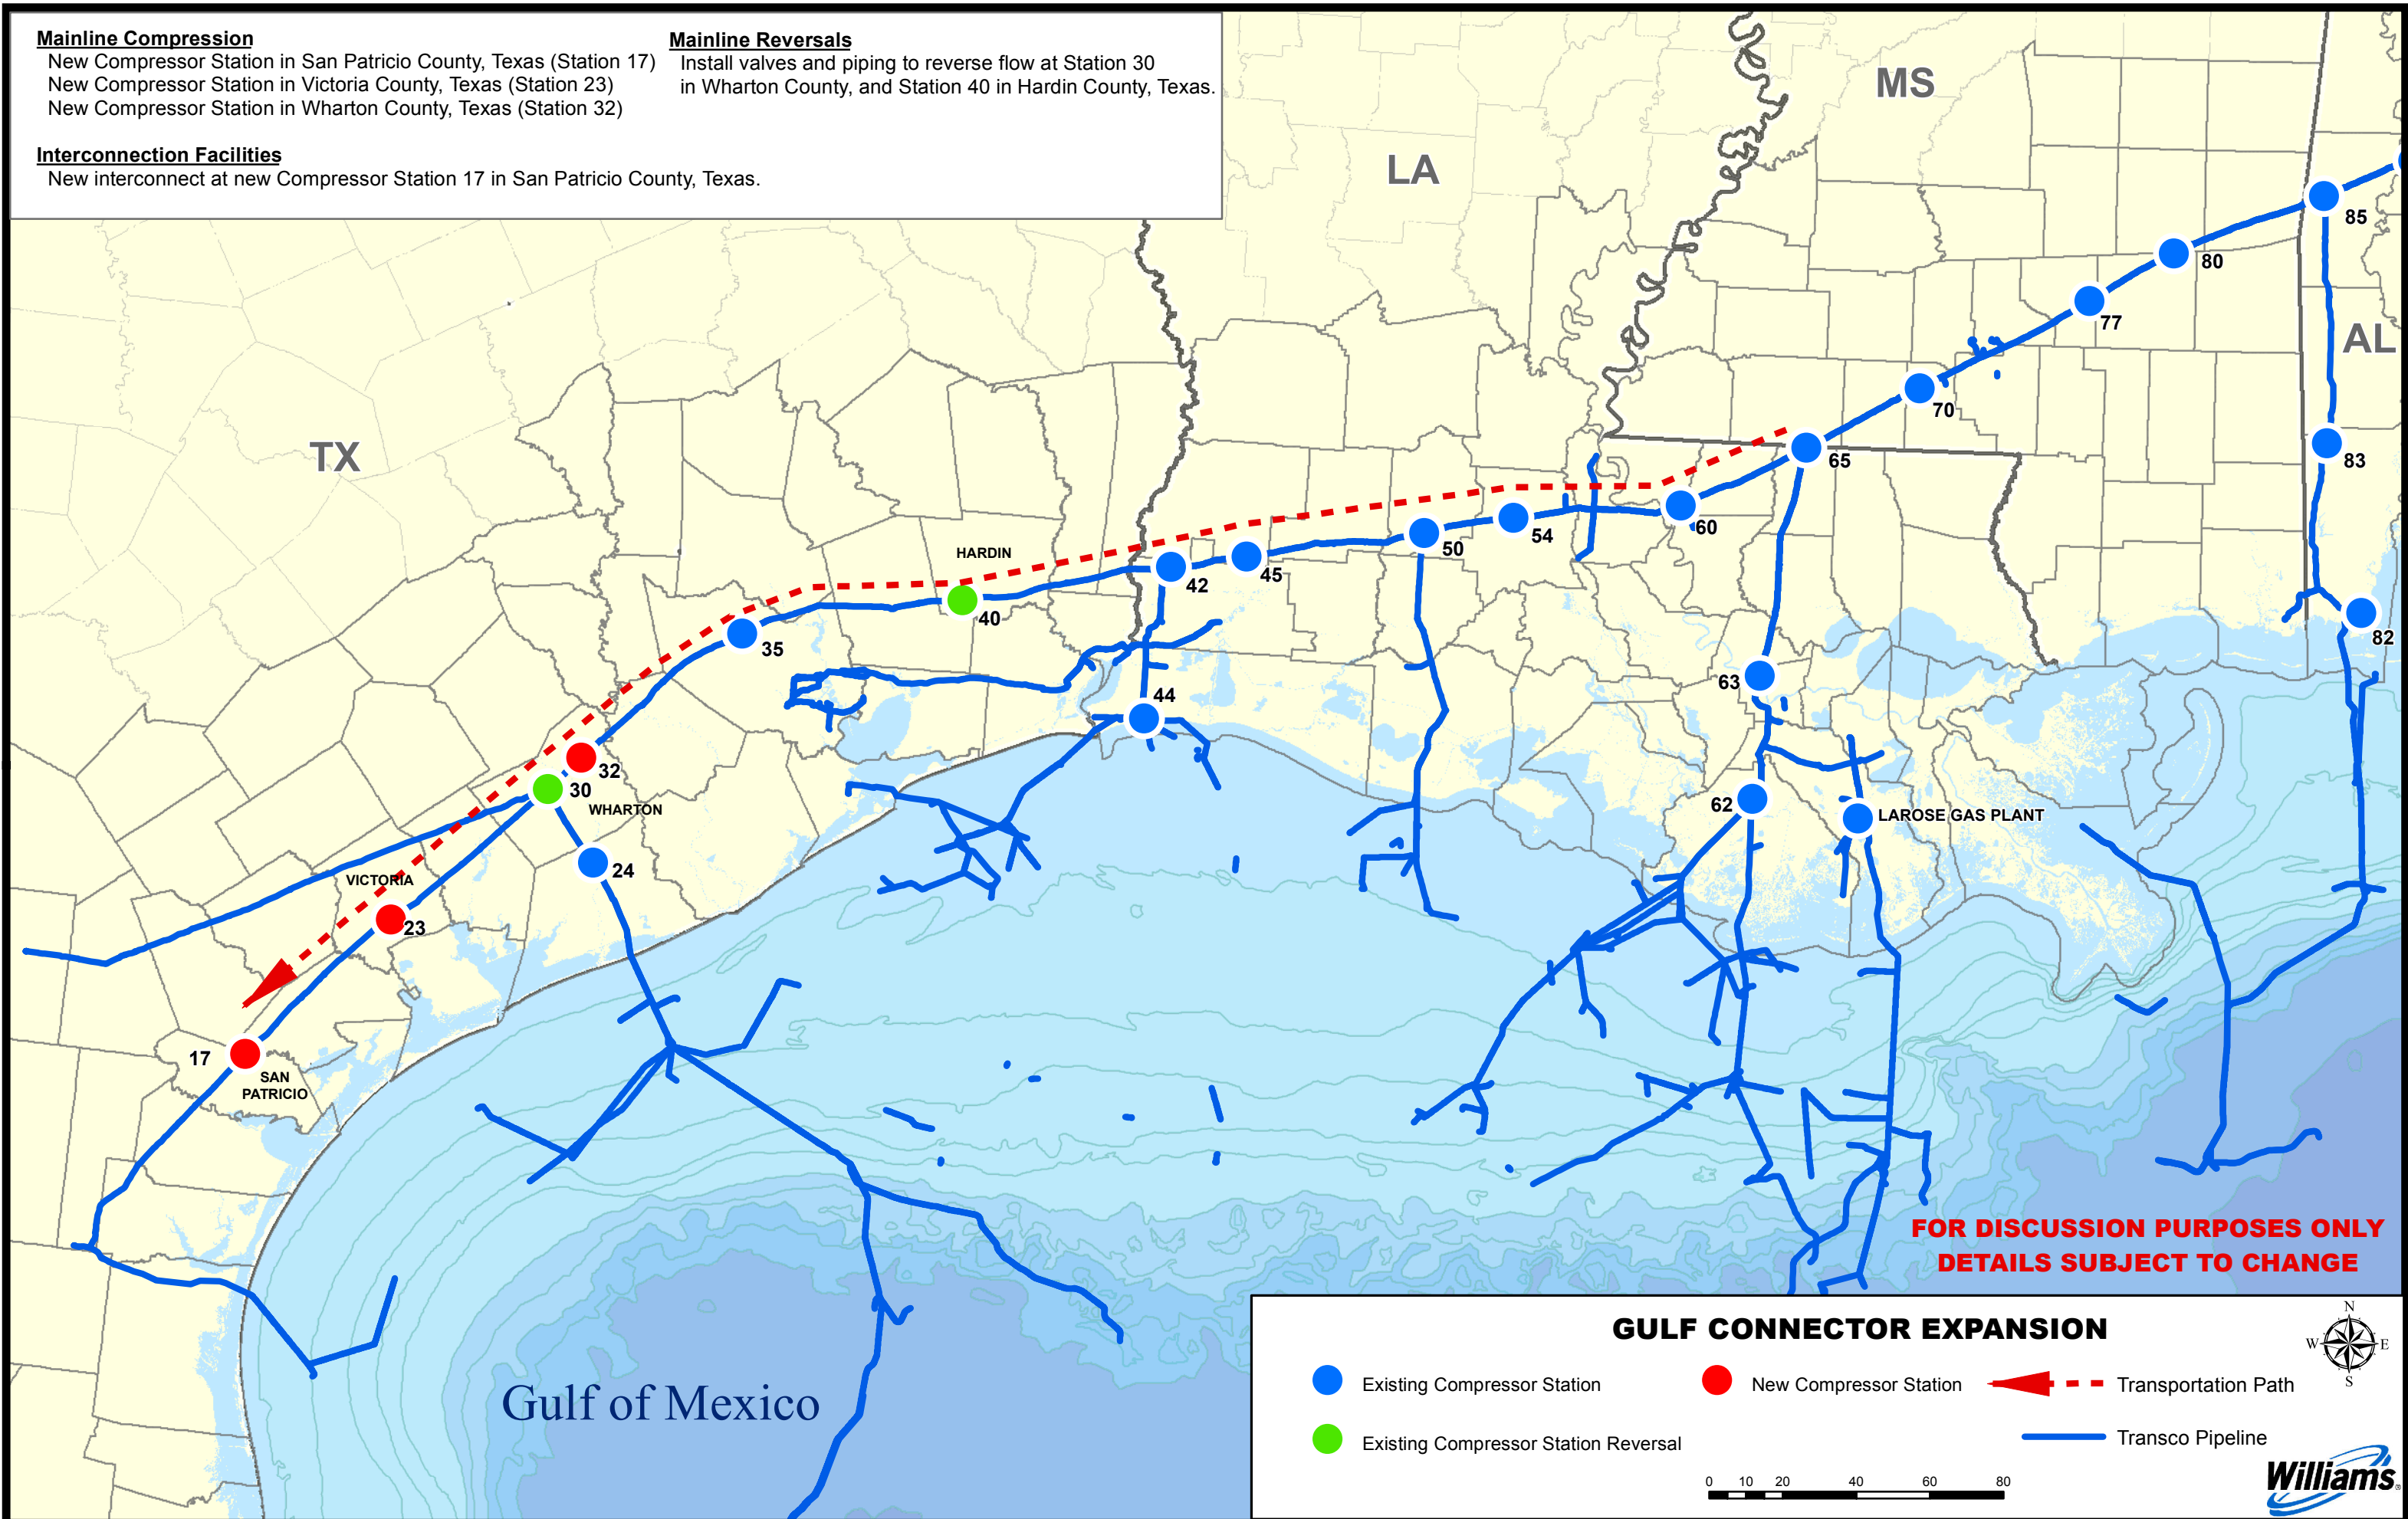 Mainline Compression
New Compressor Station in San Patricio County, Texas (Station 17)
New Compressor Station in Victoria County, Texas (Station 23)
New Compressor Station in Wharton County, Texas (Station 32)
Mainline Reversals
Install valves and piping to reverse flow at Station 30
in Wharton County, and Station 40 in Hardin County, Texas.
Interconnection Facilities
New interconnect at new Compressor Station 17 in San Patricio County, Texas.
MS
LA
85
80
77
AL
70
TX
65
83
60
54
50
HARDIN
45
42
40
82
35
63
44
32
30
WHARTON
62
LAROSE GAS PLANT
24
VICTORIA
23
17
SAN
PATRICIO
FOR DISCUSSION PURPOSES ONLY
DETAILS SUBJECT TO CHANGE
Gulf of Mexico
GULF CONNECTOR EXPANSION
N
W E
S
Existing Compressor Station
New Compressor Station
Transportation Path
Existing Compressor Station Reversal
Transco Pipeline
0 10 20 40 60 80
Williams®